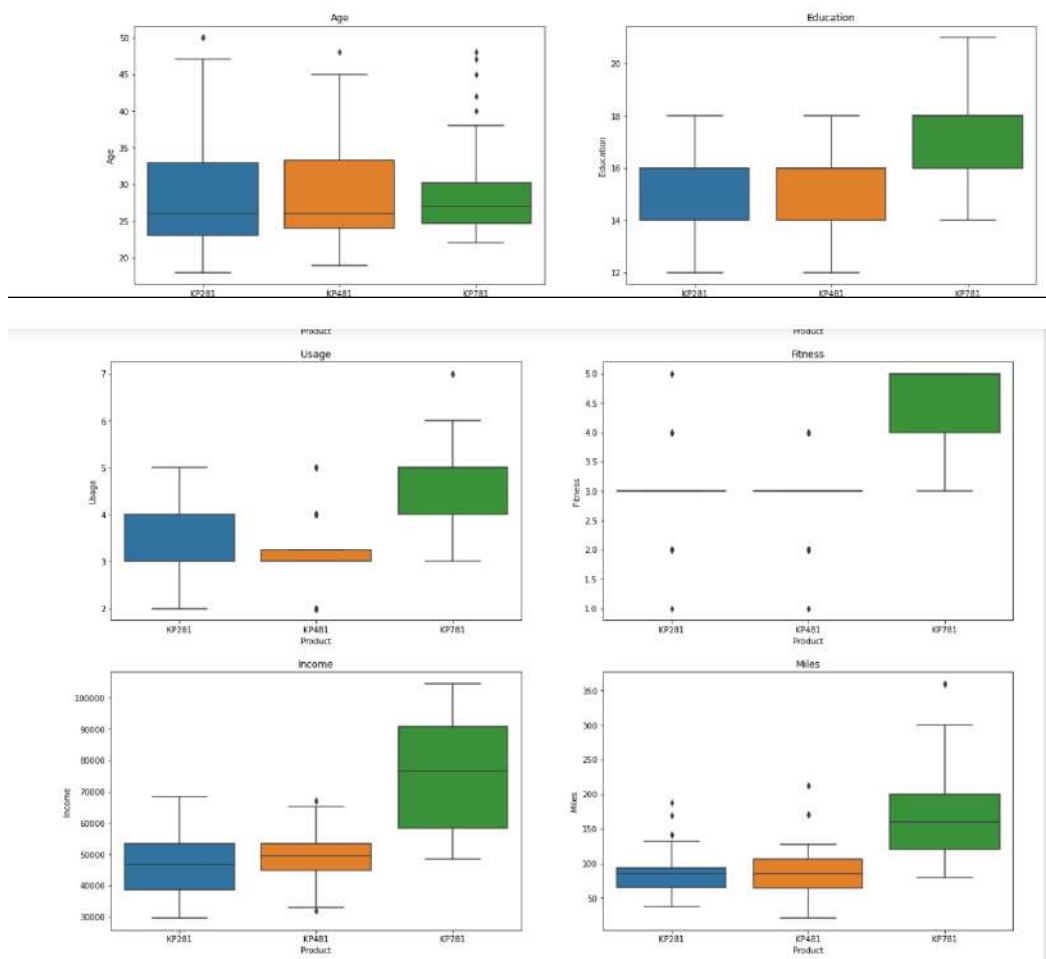 Age
Education
50
45
40
35
30
25
20
Age
20
18
16
14
12
Education
KP281 KP481 KP781
KP281 KP481 KP781
Product
Product
Usage
Fitness
7
6
5
4
3
2
Usage
5.0
4.5
4.0
3.5
3.0
2.5
2.0
1.5
1.0
Fitness
KP281 KP481 KP781
Product
KP281 KP481 KP781
Product
Income
Miles
100000
90000
80000
70000
60000
50000
40000
30000
Income
350
300
250
200
150
100
50
Miles
KP281 KP481 KP781
Product
KP281 KP481 KP781
Product